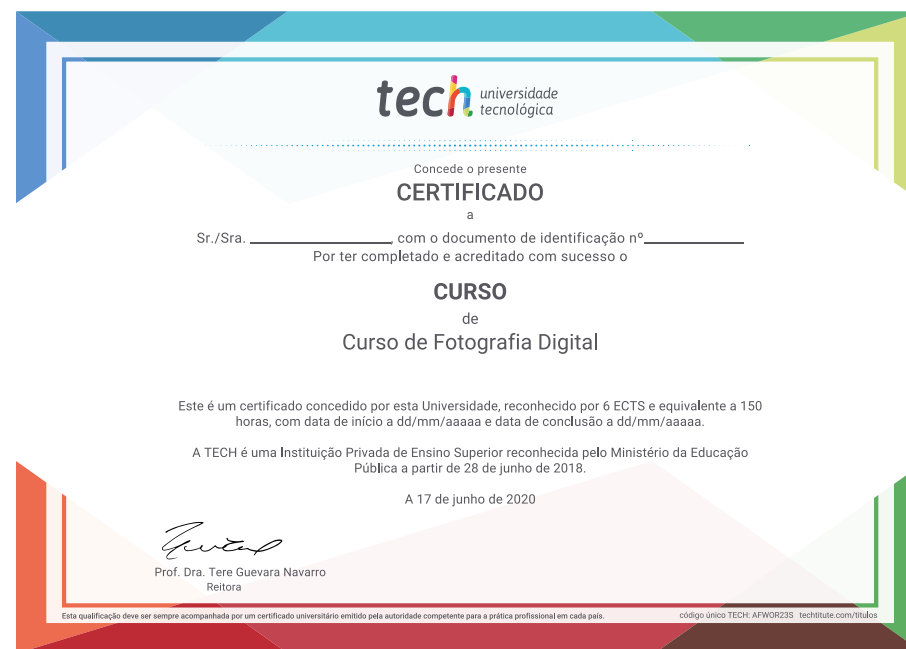 tech universidade
tecnológica
Concede o presente
CERTIFICADO
a
Sr./Sra. ____________________, com o documento de identificação nº______________
Por ter completado e acreditado com sucesso o
CURSO
de
Curso de Fotografia Digital
Este é um certificado concedido por esta Universidade, reconhecido por 6 ECTS e equivalente a 150
horas, com data de início a dd/mm/aaaaa e data de conclusão a dd/mm/aaaaa.
A TECH é uma Instituição Privada de Ensino Superior reconhecida pelo Ministério da Educação
Pública a partir de 28 de junho de 2018.
A 17 de junho de 2020
Prof. Dra. Tere Guevara Navarro
Reitora
Esta qualificação deve ser sempre acompanhada por um certificado universitário emitido pela autoridade competente para a prática profissional em cada país.
código único TECH: AFWOR23S techtitute.com/titulos